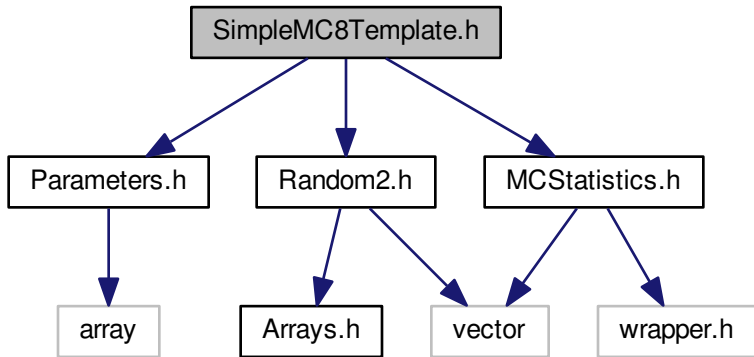 SimpleMC8Template.h
Parameters.h
Random2.h
MCStatistics.h
array
Arrays.h
vector
wrapper.h